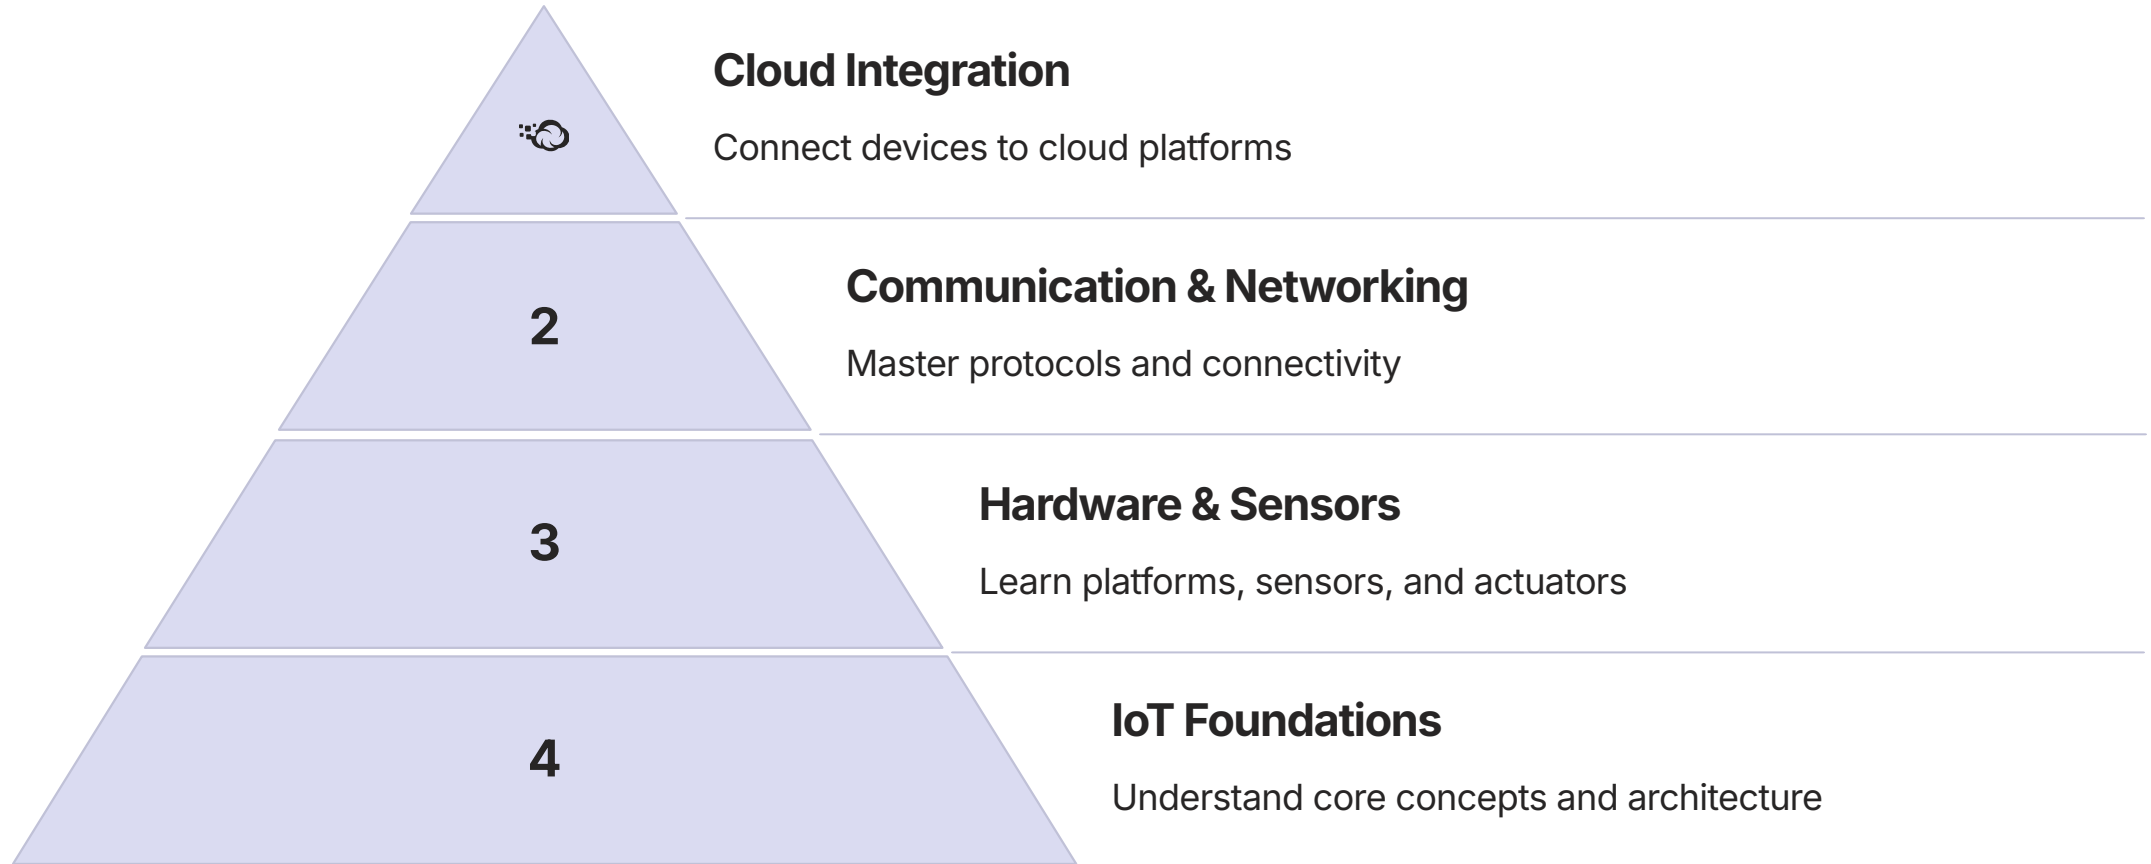 Cloud Integration
Connect devices to cloud platforms
2
Communication & Networking
Master protocols and connectivity
3
Hardware & Sensors
Learn platforms, sensors, and actuators
4
IoT Foundations
Understand core concepts and architecture